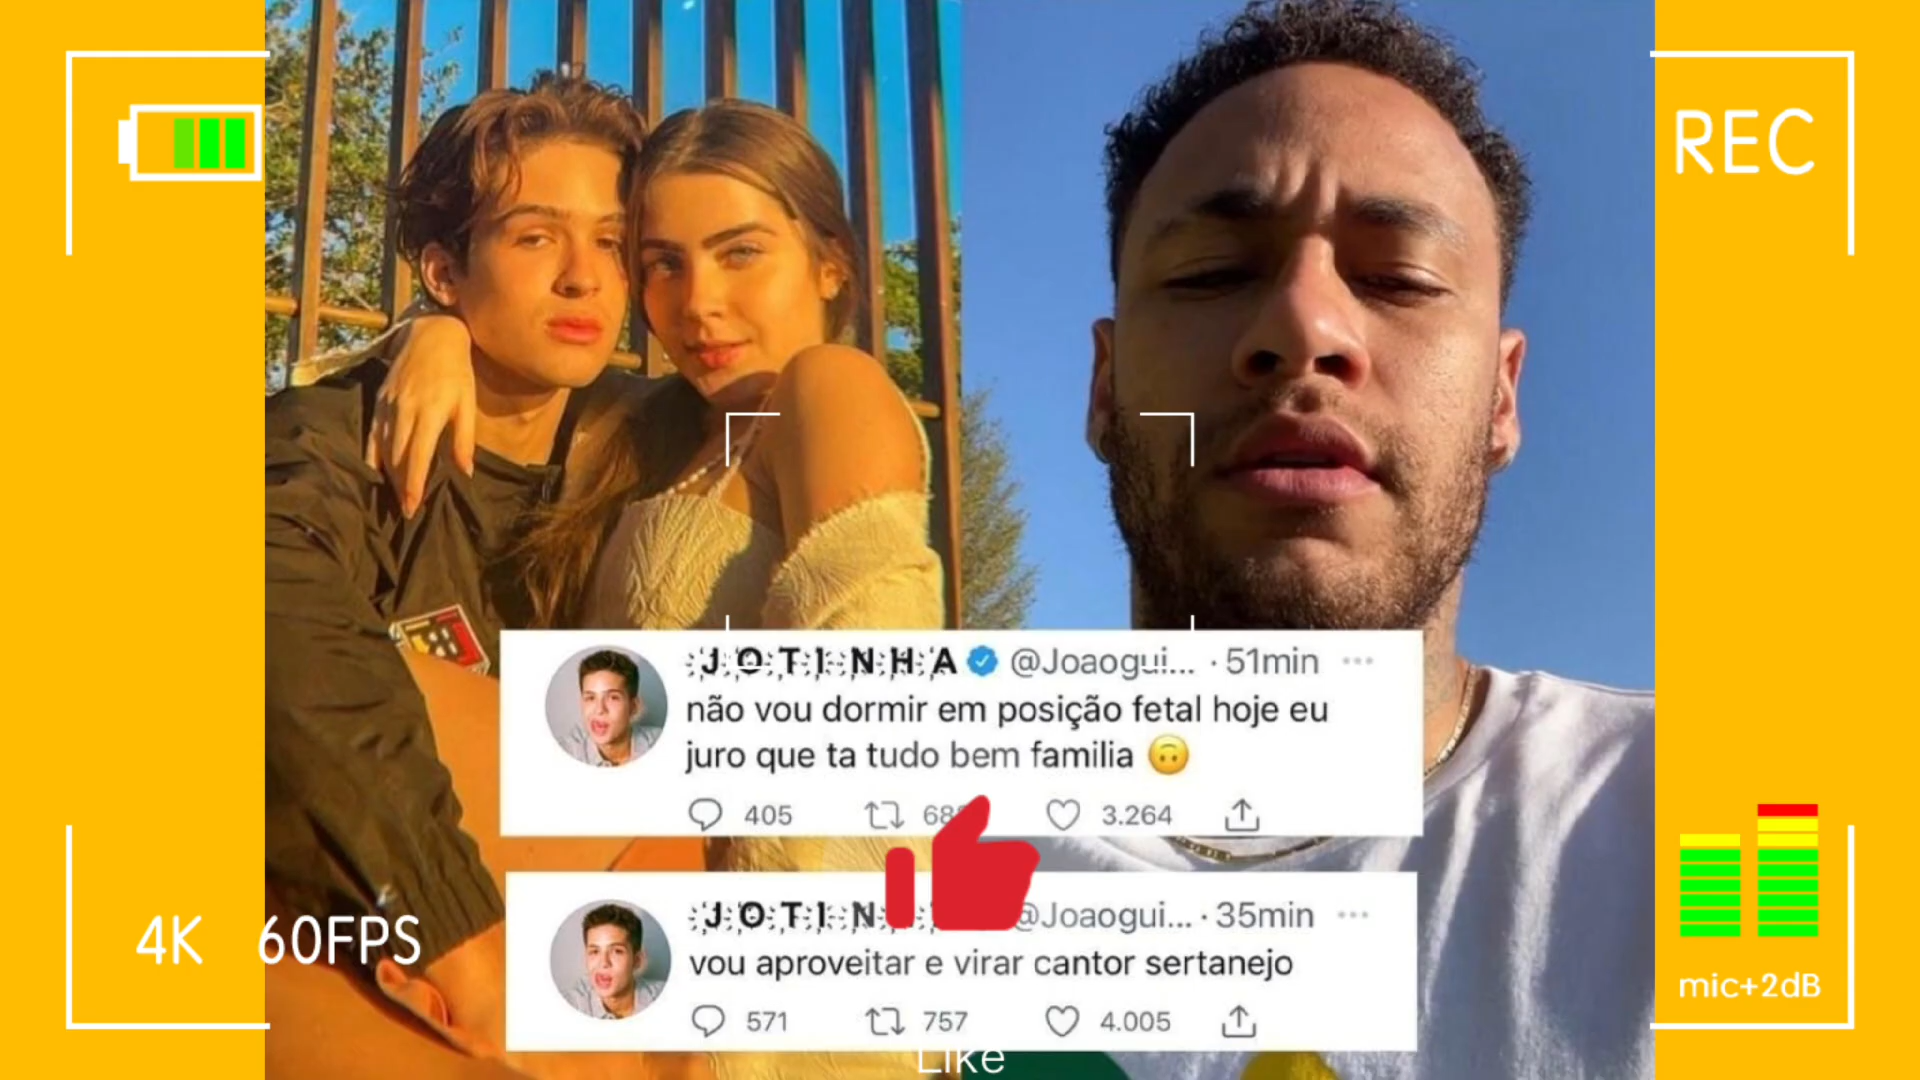 REC
J O T I N H A @Joaogui... · 51min
não vou dormir em posição fetal hoje eu
juro que ta tudo bem familia 🙃
405 3.264
J O T I N @Joaogui... · 35min
vou aproveitar e virar cantor sertanejo
571 757 4.005
4K 60FPS
mic+2dB
Like